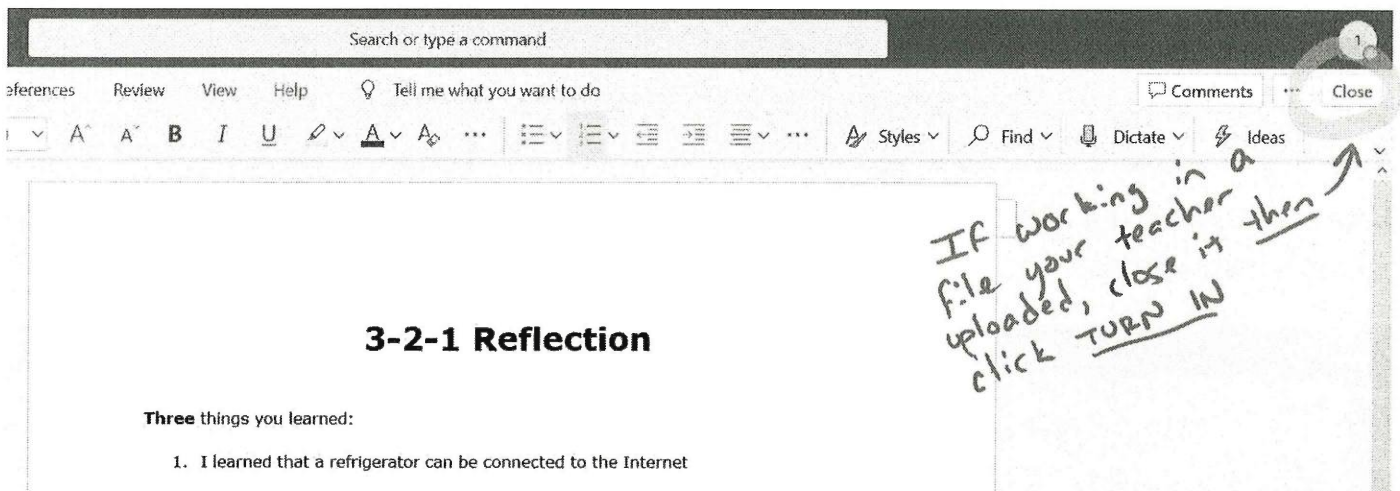 Search or type a command
1
eferences Review View Help Tell me what you want to do Comments ... Close
A^ A˅ B I U A A ... ... Styles Find Dictate Ideas
If working in a
file your teacher
uploaded, close it then
click TURN IN
3-2-1 Reflection
Three things you learned:
1. I learned that a refrigerator can be connected to the Internet